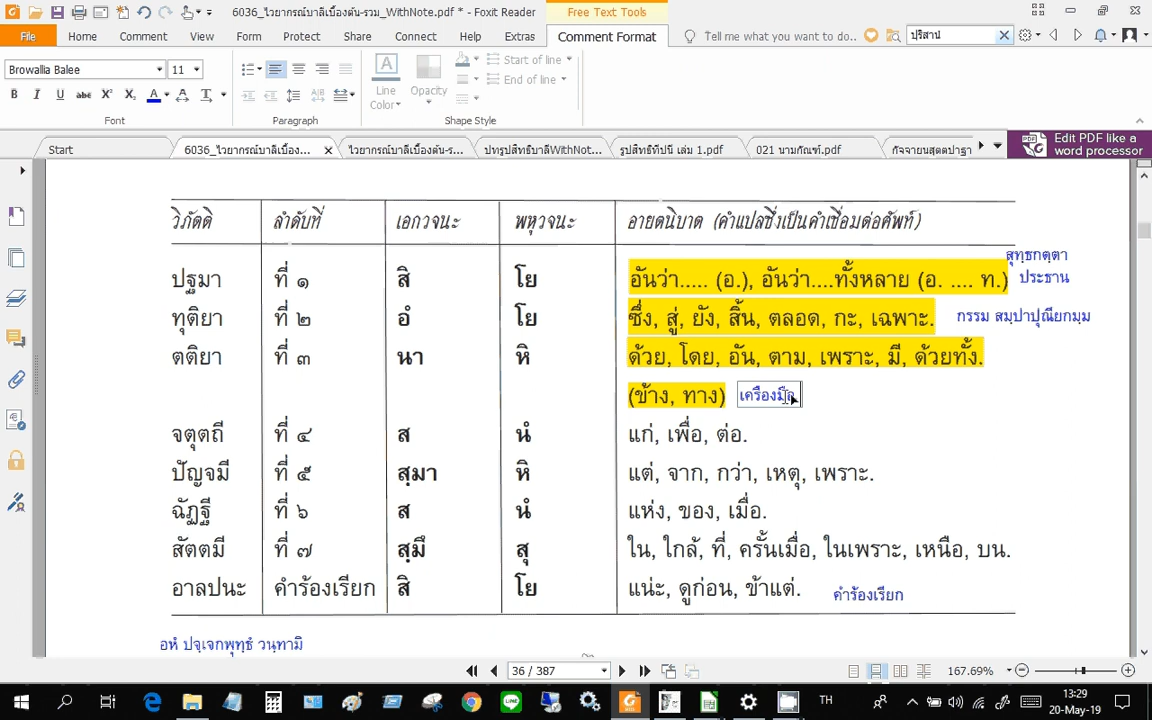 6036_ไวยากรณ์บาลีเบื้องต้น-รวม_WithNote.pdf * - Foxit Reader
Free Text Tools
File Home Comment View Form Protect Share Connect Help Extras Comment Format
Tell me what you want to do..
ปริสาป
Browallia Balee 11
Line Color
Opacity
Start of line
End of line
Font Paragraph Shape Style
Start
6036_ไวยากรณ์บาลีเบื้อง...
ไวยากรณ์บาลีเบื้องต้น-ร...
ปทรูปสิทธิบาลีWithNot...
รูปสิทธิทีปนี เล่ม 1.pdf
021 นามกัณฑ์.pdf
กัจจายนสุตตปาฐา
Edit PDF like a word processor
วิภัตติ ลำดับที่ เอกวจนะ พหุวจนะ อายตนิบาต (คำแปลซึ่งเป็นคำเชื่อมต่อศัพท์)
สุทฺธกตฺตา
ปฐมา ที่ ๑ สิ โย อันว่า..... (อ.), อันว่า....ทั้งหลาย (อ. .... ท.) ประธาน
ทุติยา ที่ ๒ อํ โย ซึ่ง, สู่, ยัง, สิ้น, ตลอด, กะ, เฉพาะ. กรรม สมฺปาปุณียกมฺม
ตติยา ที่ ๓ นา หิ ด้วย, โดย, อัน, ตาม, เพราะ, มี, ด้วยทั้ง.
(ข้าง, ทาง) เครื่องมือ
จตุตถี ที่ ๔ ส นํ แก่, เพื่อ, ต่อ.
ปัญจมี ที่ ๕ สฺมา หิ แต่, จาก, กว่า, เหตุ, เพราะ.
ฉัฏฐี ที่ ๖ ส นํ แห่ง, ของ, เมื่อ.
สัตตมี ที่ ๗ สฺมึ สุ ใน, ใกล้, ที่, ครั้นเมื่อ, ในเพราะ, เหนือ, บน.
อาลปนะ คำร้องเรียก สิ โย แน่ะ, ดูก่อน, ข้าแต่. คำร้องเรียก
อหํ ปจฺเจกพุทฺธํ วนฺทามิ
36 / 387
167.69%
TH
13:29
20-May-19